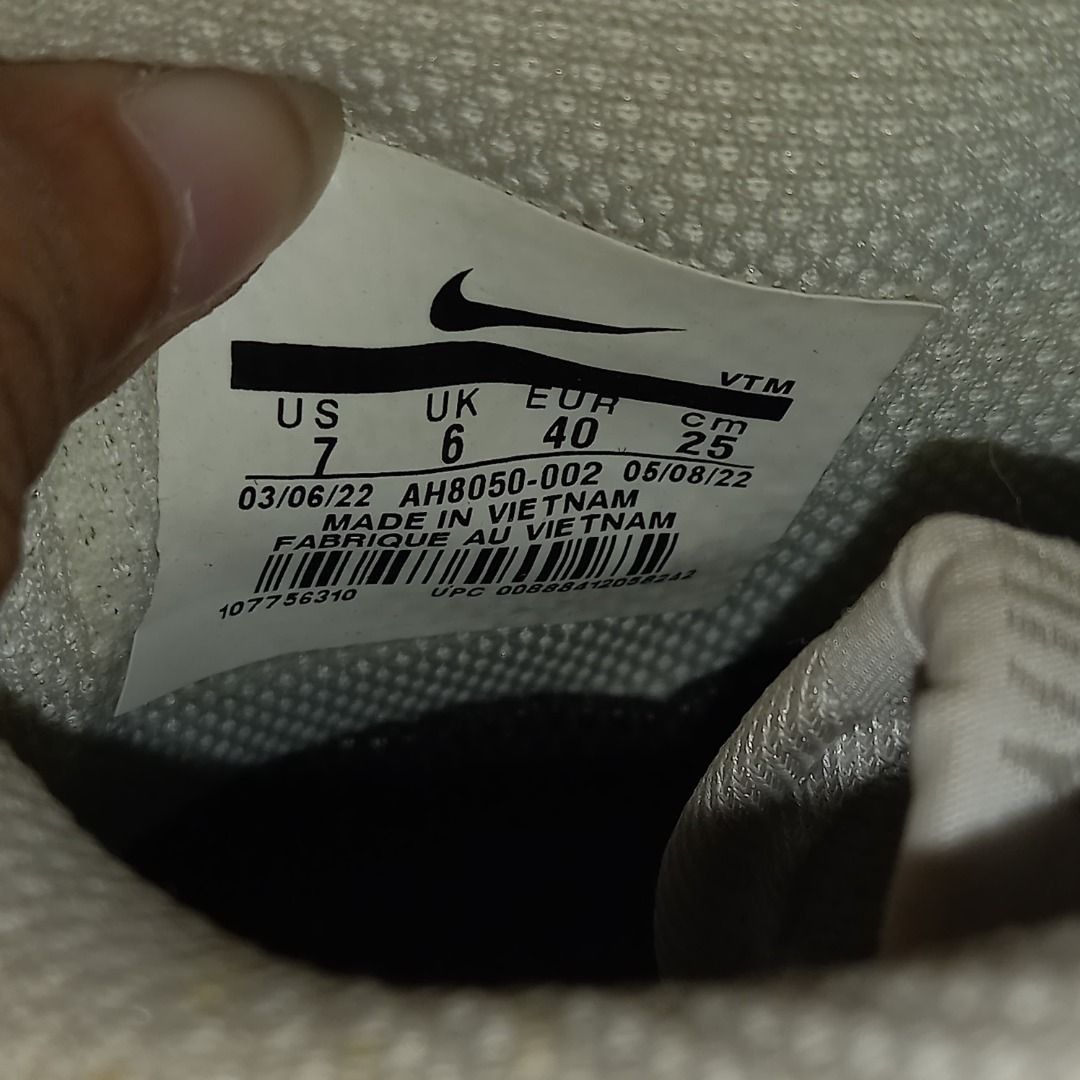 VTM
US UK EUR cm
7 6 40 25
03/06/22 AH8050-002 05/08/22
MADE IN VIETNAM
FABRIQUE AU VIETNAM
107756310 UPC 00888412058242